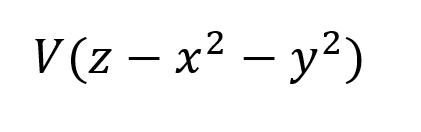 V(z − x² − y²)